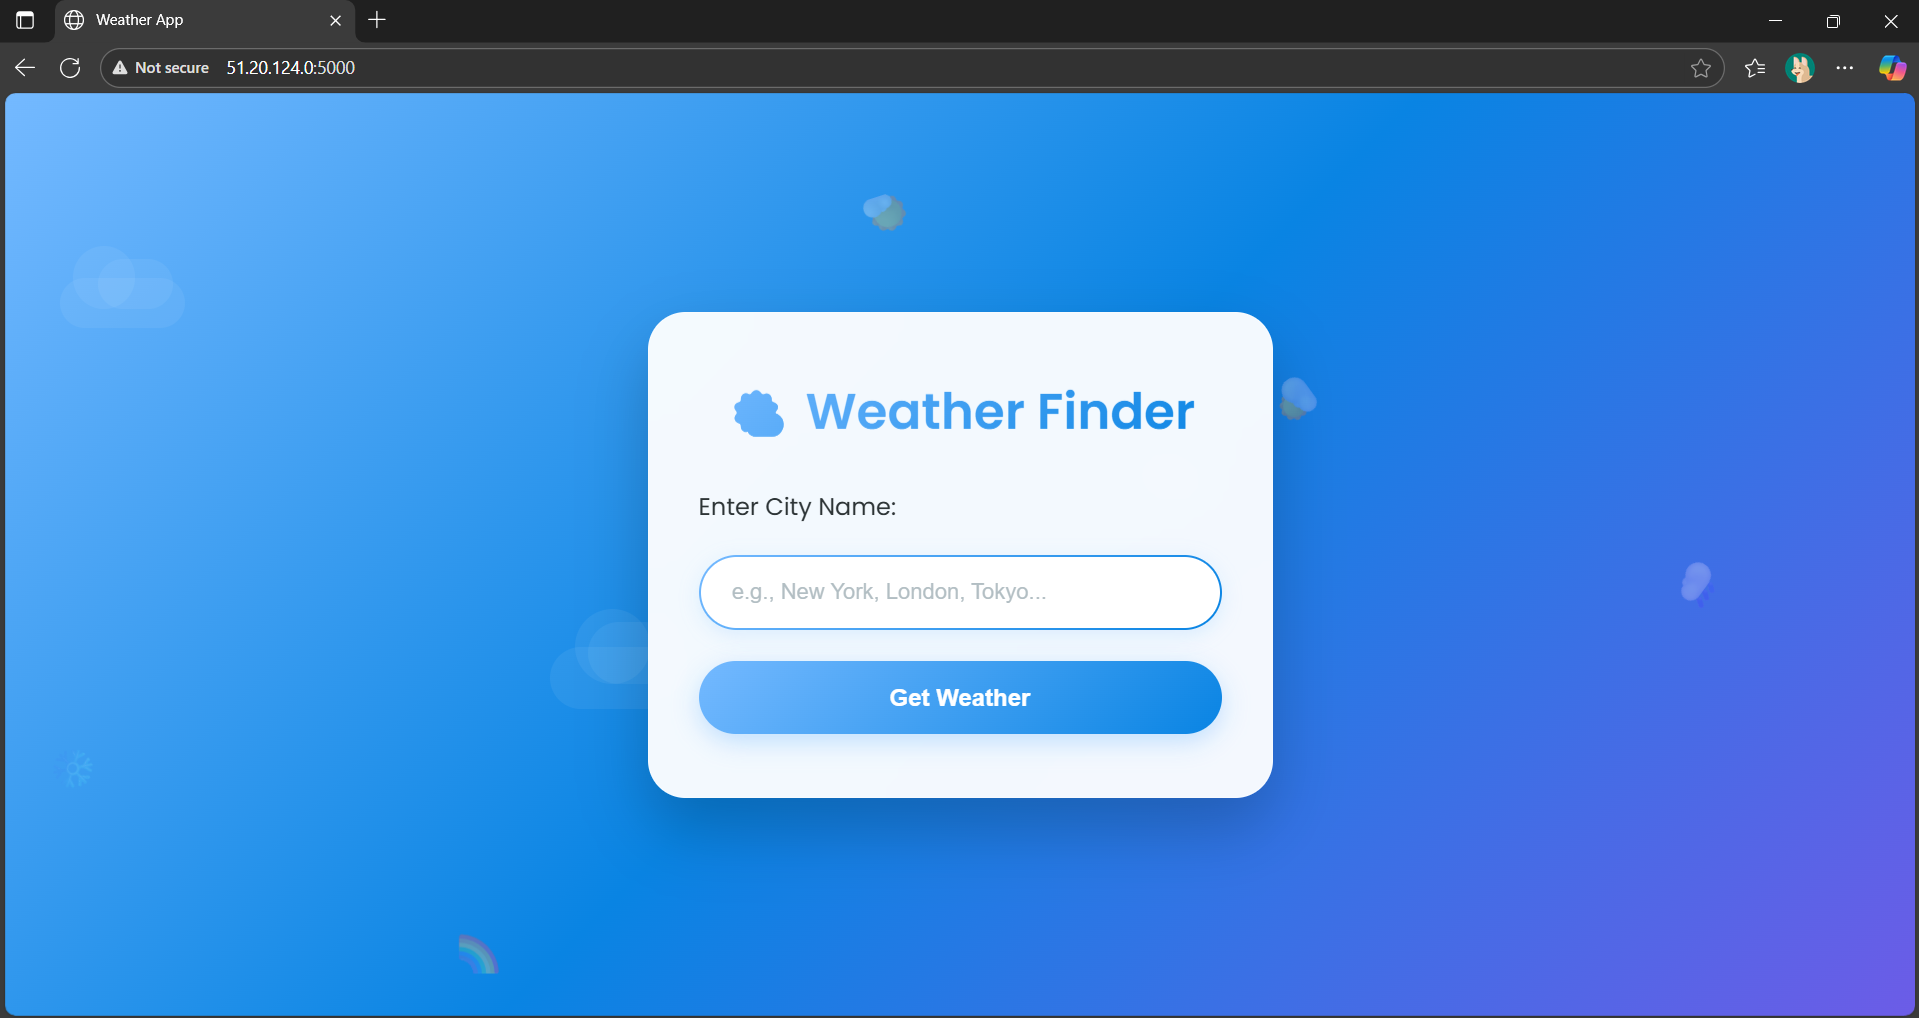 Weather App
Not secure 51.20.124.0:5000
Weather Finder
Enter City Name:
e.g., New York, London, Tokyo...
Get Weather